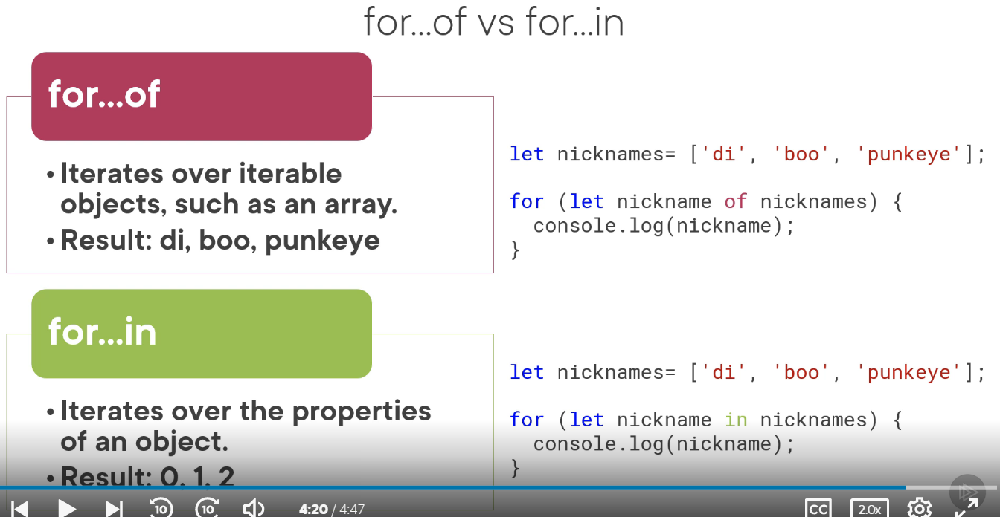 for...of vs for...in
for...of
• Iterates over iterable
objects, such as an array.
• Result: di, boo, punkeye
let nicknames= ['di', 'boo', 'punkeye'];
for (let nickname of nicknames) {
console.log(nickname);
}
for...in
• Iterates over the properties
of an object.
• Result: 0, 1, 2
let nicknames= ['di', 'boo', 'punkeye'];
for (let nickname in nicknames) {
console.log(nickname);
}
10
10
4:20 / 4:47
CC
2.0x